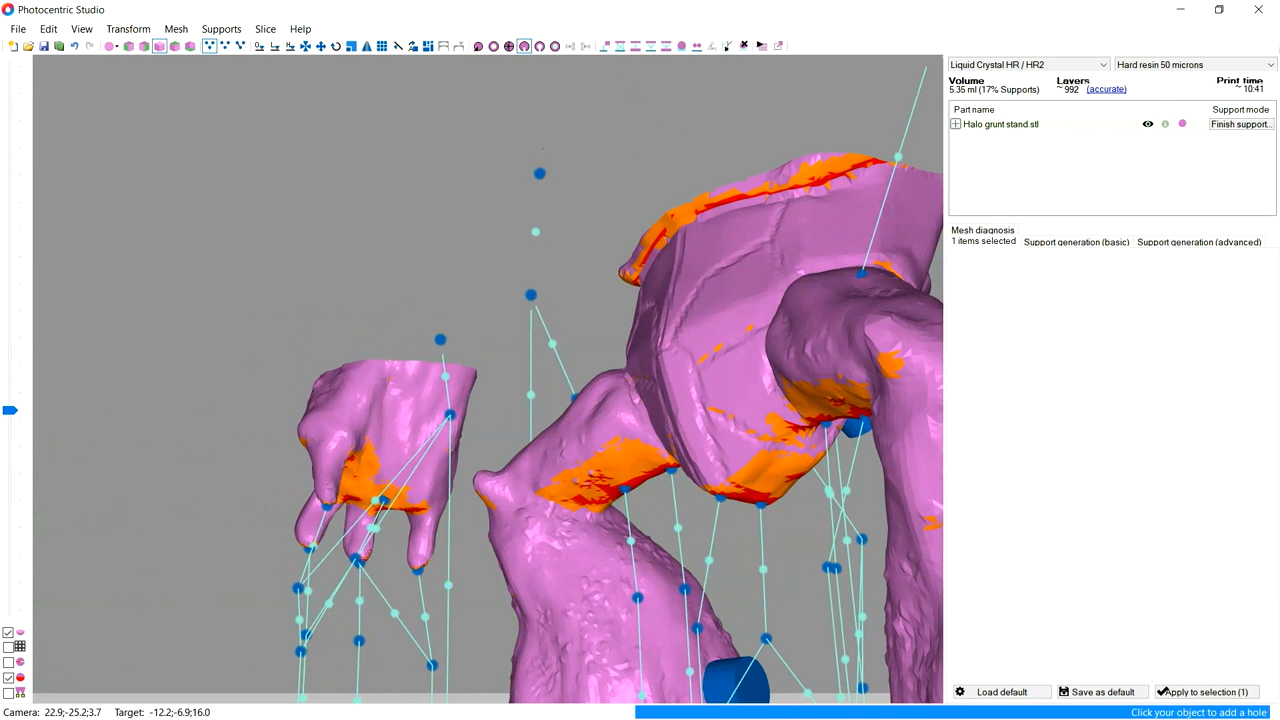 Photocentric Studio
File Edit View Transform Mesh Supports Slice Help
Liquid Crystal HR / HR2 Hard resin 50 microns
Volume Layers Print time
5.35 ml (17% Supports) ~ 992 (accurate) ~ 10:41
Part name Support mode
Halo grunt stand.stl Finish support...
Mesh diagnosis
1 items selected Support generation (basic) Support generation (advanced)
Load default Save as default Apply to selection (1)
Camera: 22.9;-25.2;3.7 Target: -12.2;-6.9;16.0 Click your object to add a hole